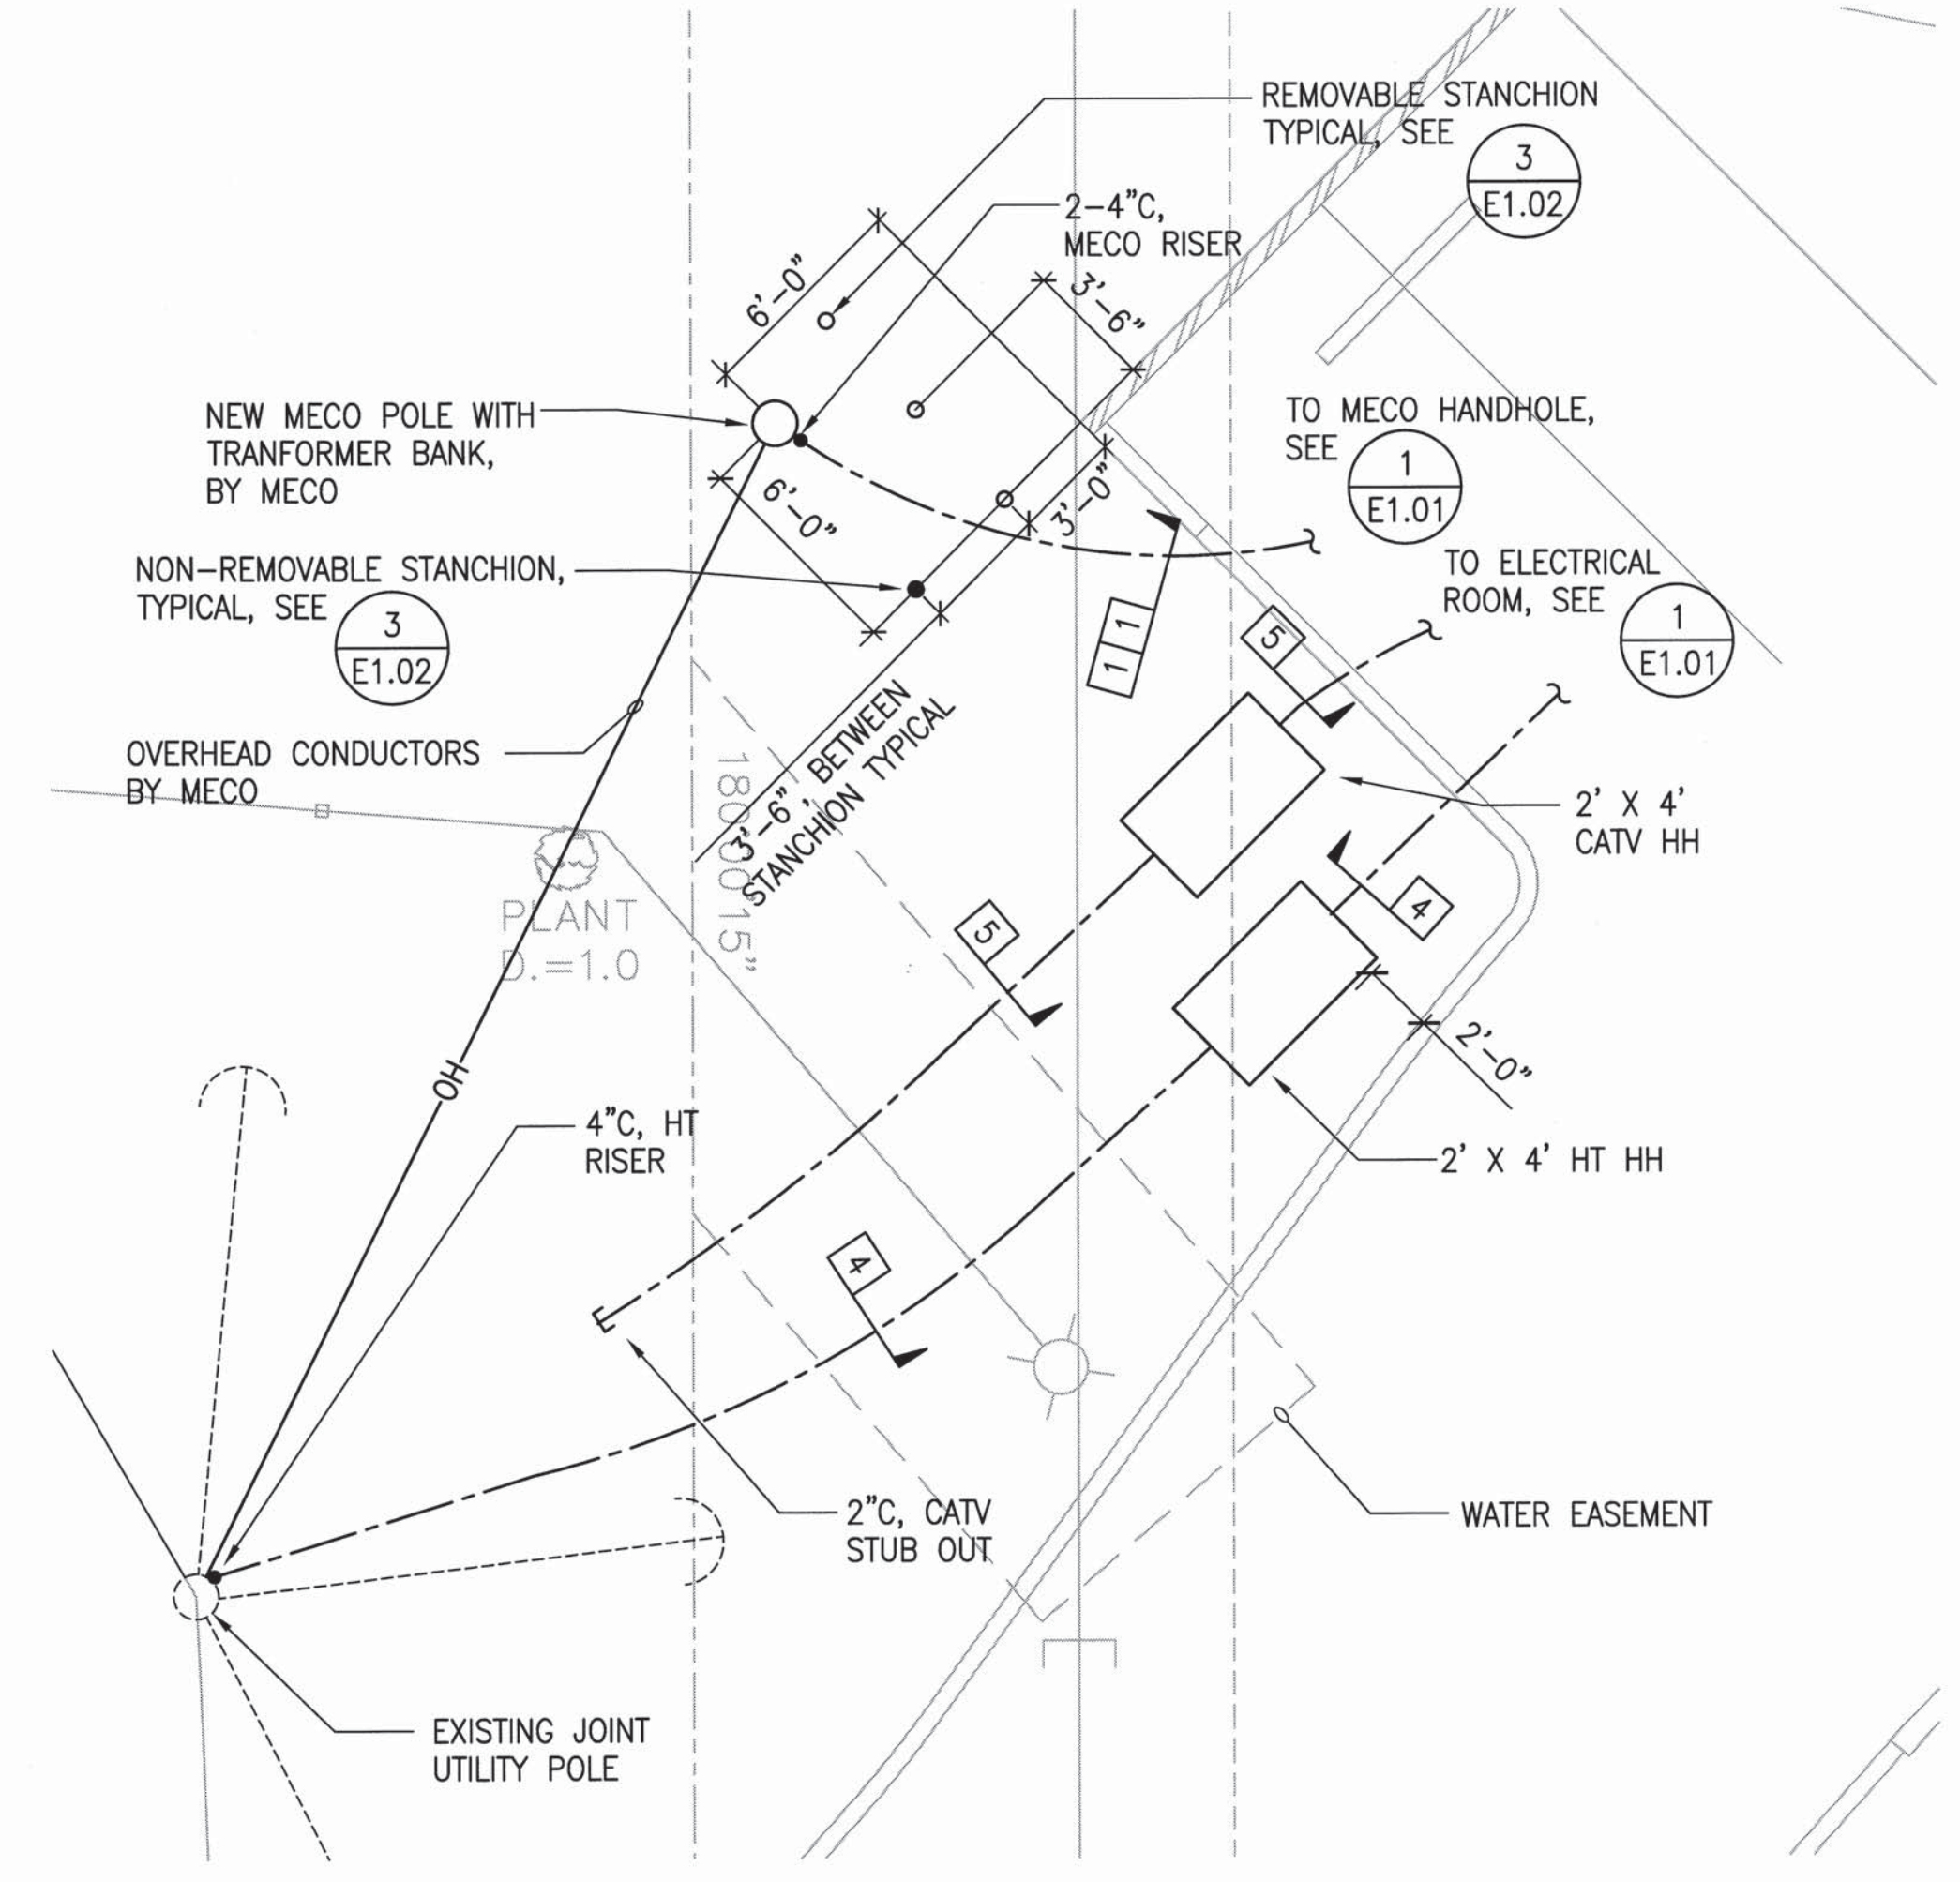 REMOVABLE STANCHION
TYPICAL, SEE
3
E1.02
2-4"C,
MECO RISER
6'-0"
3'-6"
NEW MECO POLE WITH
TRANFORMER BANK,
BY MECO
TO MECO HANDHOLE,
SEE
1
E1.01
6'-0"
3'-0"
NON-REMOVABLE STANCHION,
TYPICAL, SEE
3
E1.02
TO ELECTRICAL
ROOM, SEE
1
E1.01
1 1
5
OVERHEAD CONDUCTORS
BY MECO
3'-6", BETWEEN
STANCHION TYPICAL
180°00'15"
2' X 4'
CATV HH
PLANT
D.=1.0
5
4
2'-0"
OH
4"C, HT
RISER
2' X 4' HT HH
4
2"C, CATV
STUB OUT
WATER EASEMENT
EXISTING JOINT
UTILITY POLE